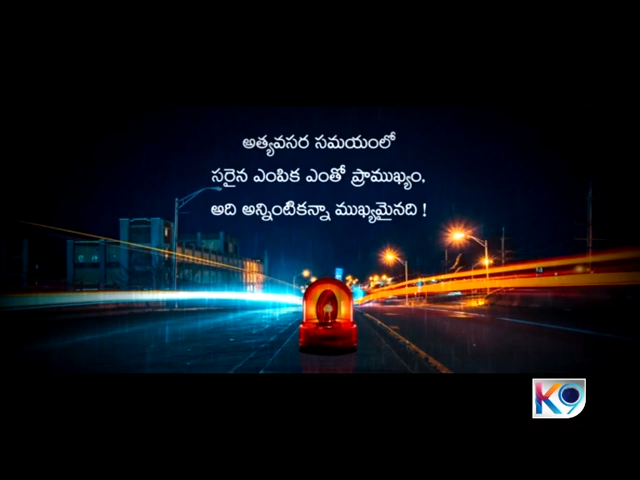 అత్యవసర సమయంలో
సరైన ఎంపిక ఎంతో ప్రాముఖ్యం,
అది అన్నింటికన్నా ముఖ్యమైనది !
K9